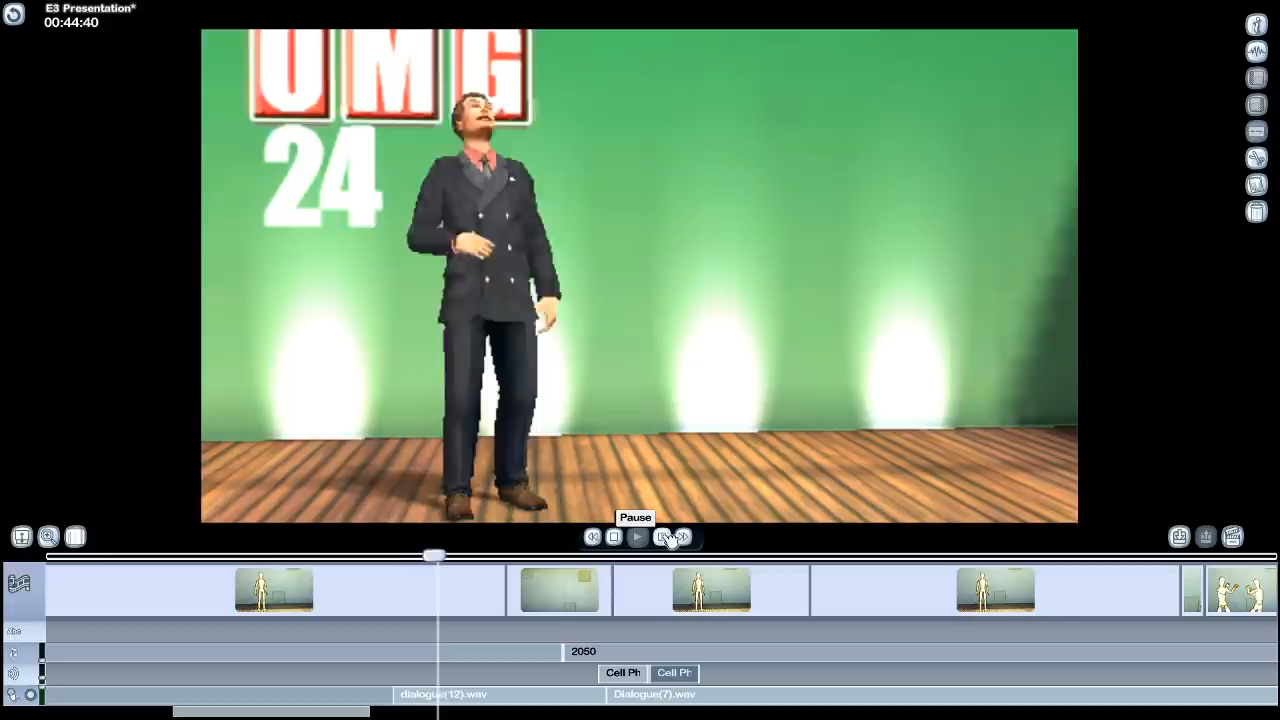 E3 Presentation*
00:44:40
OMG
24
Pause
Abc
2050
Cell Ph
Cell Ph
dialogue(12).wav
Dialogue(7).wav